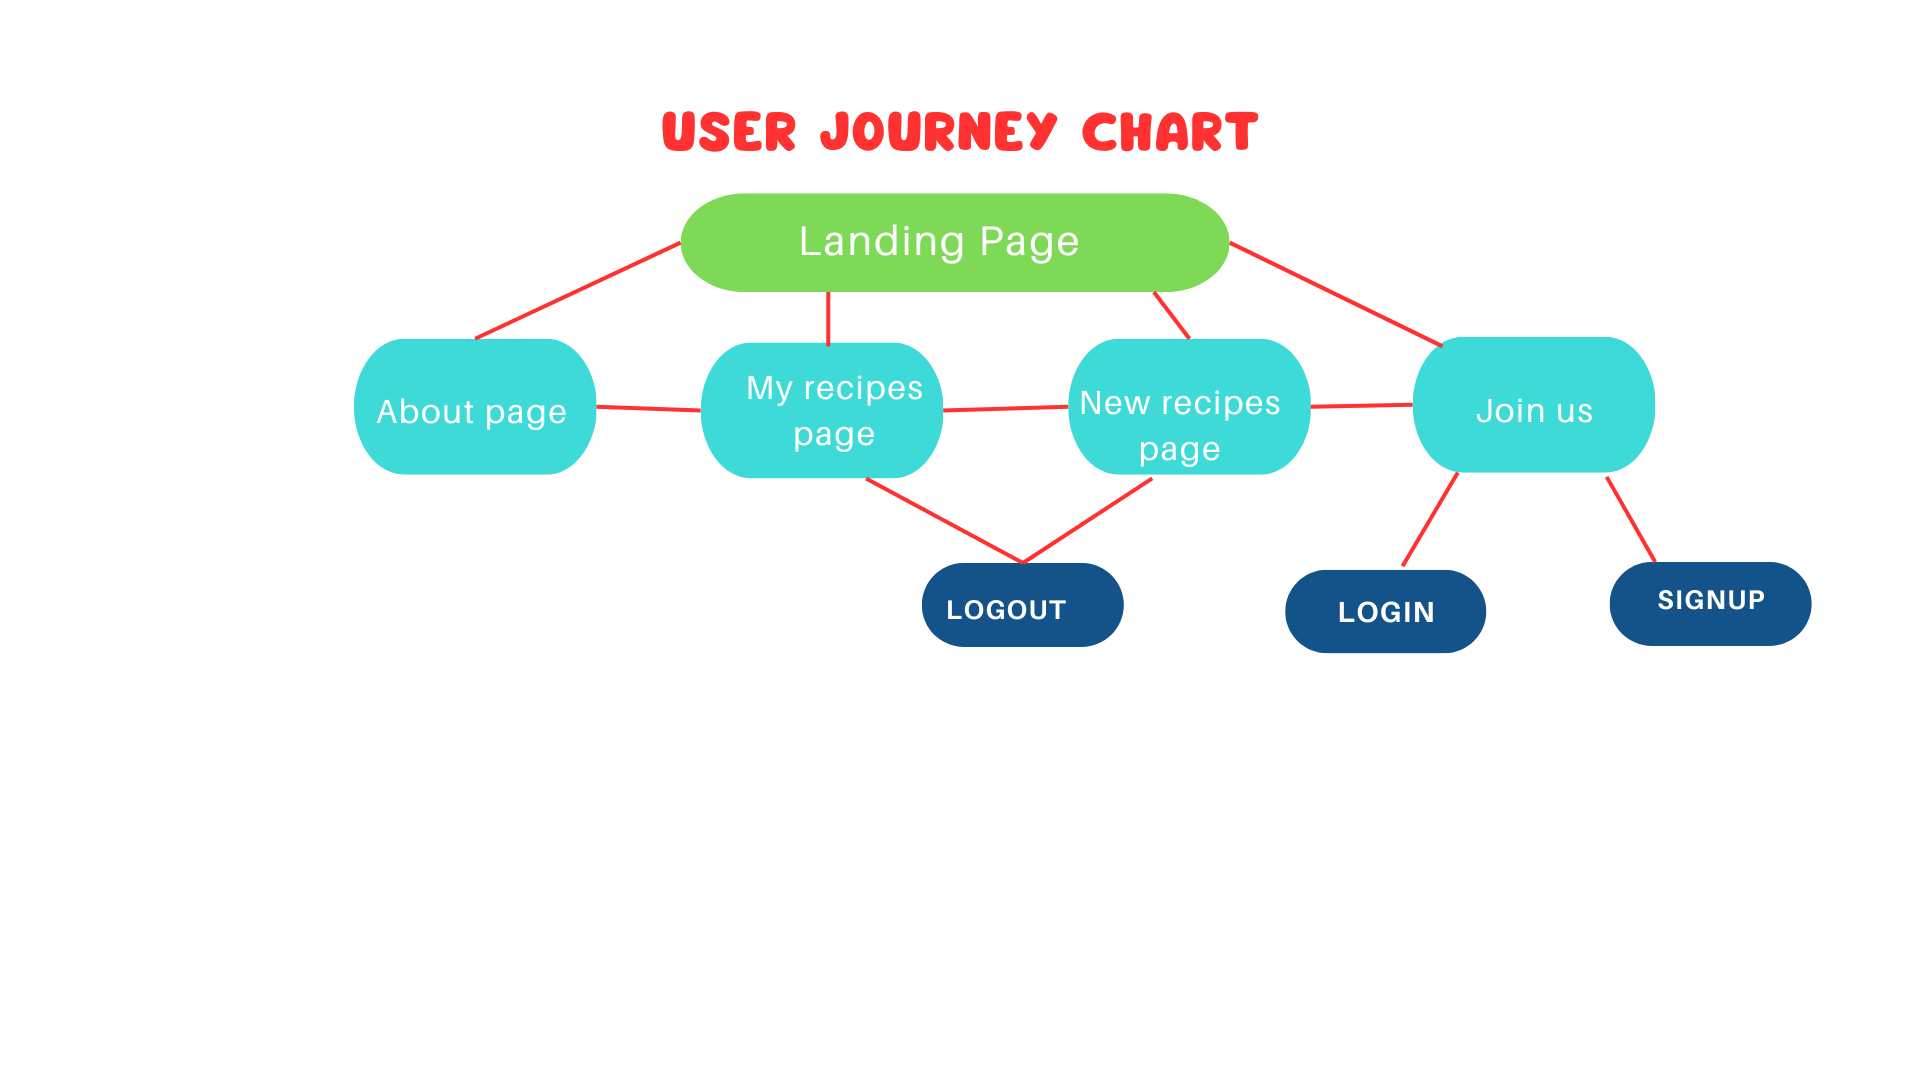 USER JOURNEY CHART
Landing Page
About page
My recipes
page
New recipes
page
Join us
LOGOUT
LOGIN
SIGNUP